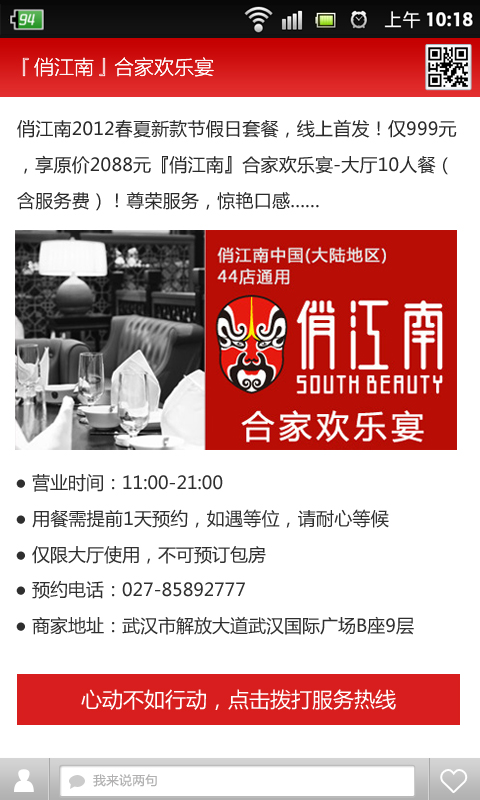 94
上午 10:18
『俏江南』合家欢乐宴
俏江南2012春夏新款节假日套餐，线上首发！仅999元
，享原价2088元『俏江南』合家欢乐宴-大厅10人餐（
含服务费）！尊荣服务，惊艳口感......
俏江南中国(大陆地区)
44店通用
俏江南
SOUTH BEAUTY
合家欢乐宴
● 营业时间：11:00-21:00
● 用餐需提前1天预约，如遇等位，请耐心等候
● 仅限大厅使用，不可预订包房
● 预约电话：027-85892777
● 商家地址：武汉市解放大道武汉国际广场B座9层
心动不如行动，点击拨打服务热线
我来说两句